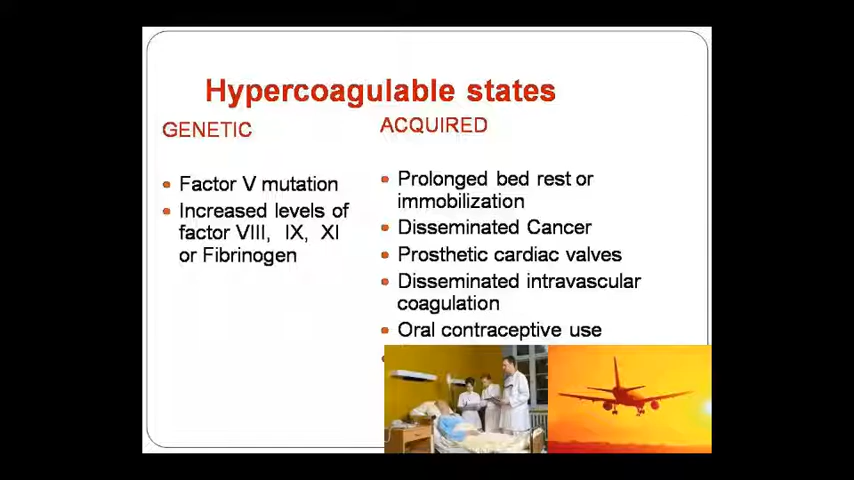 Hypercoagulable states
GENETIC
Factor V mutation
Increased levels of
factor VIII, IX, XI
or Fibrinogen
ACQUIRED
Prolonged bed rest or
immobilization
Disseminated Cancer
Prosthetic cardiac valves
Disseminated intravascular
coagulation
Oral contraceptive use